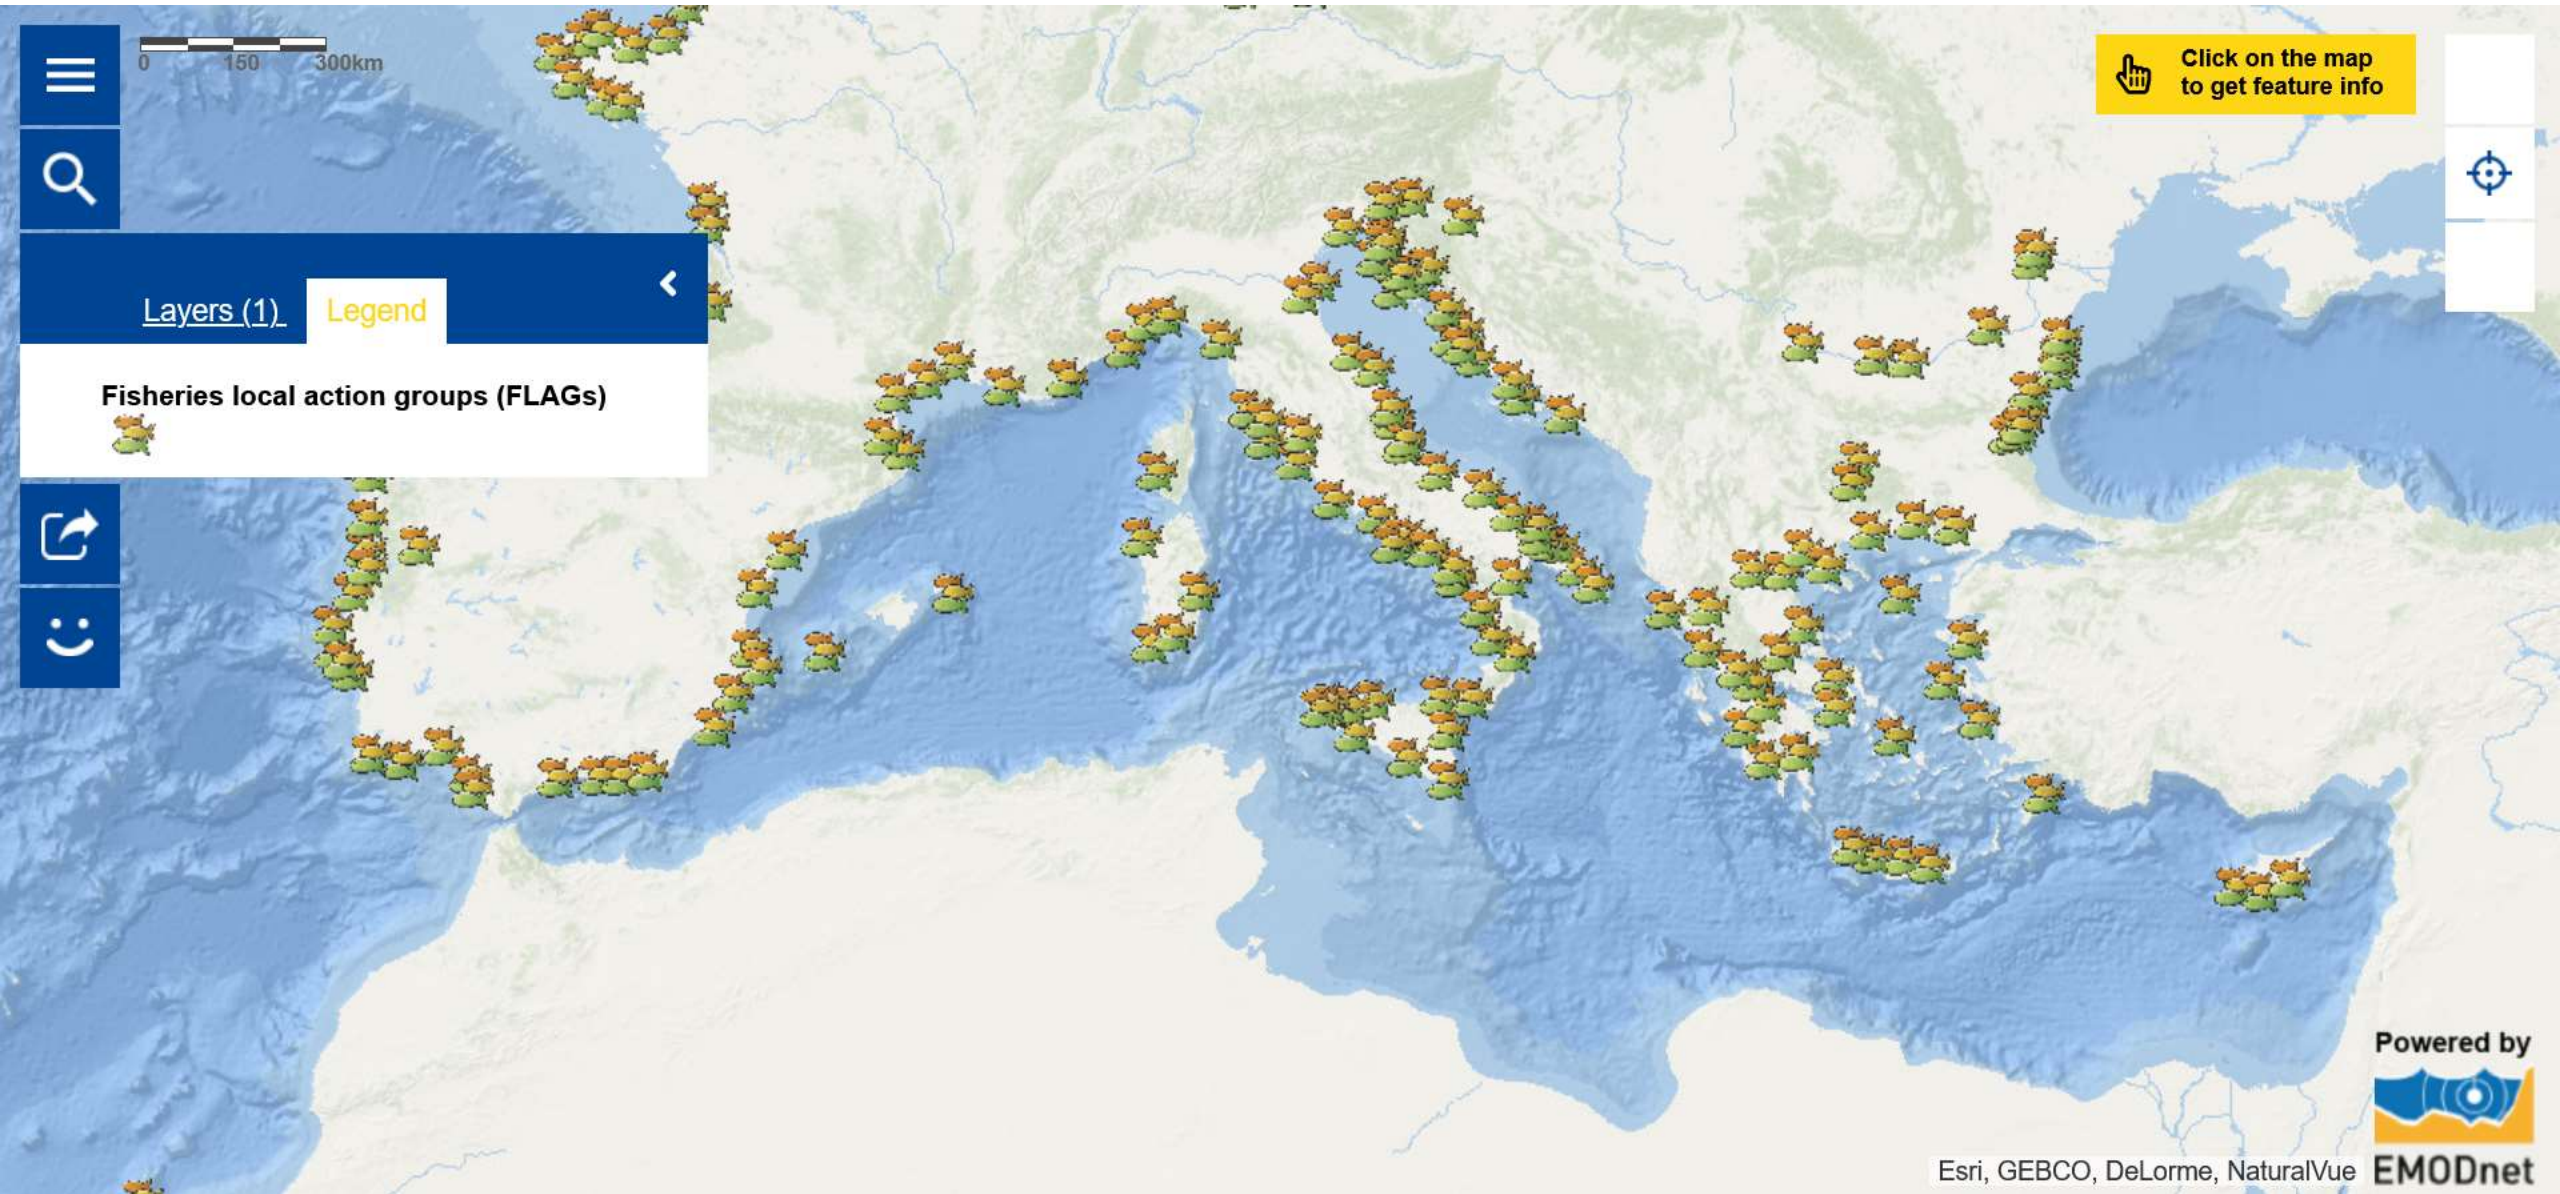 0 150 300km
Click on the map
to get feature info
Layers (1)
Legend
Fisheries local action groups (FLAGs)
Powered by
EMODnet
Esri, GEBCO, DeLorme, NaturalVue